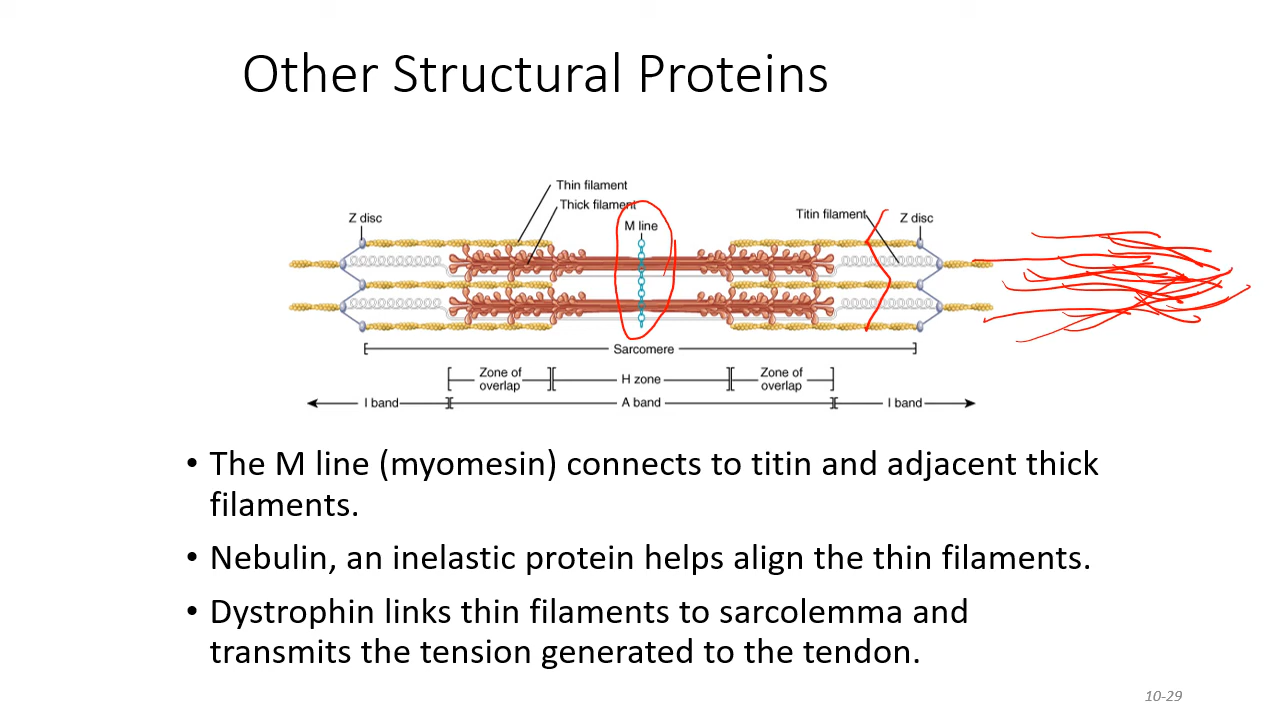 Other Structural Proteins
Thin filament
Thick filament
M line
Z disc
Titin filament
Z disc
Sarcomere
Zone of
overlap
H zone
Zone of
overlap
I band
A band
I band
• The M line (myomesin) connects to titin and adjacent thick
filaments.
• Nebulin, an inelastic protein helps align the thin filaments.
• Dystrophin links thin filaments to sarcolemma and
transmits the tension generated to the tendon.
10-29